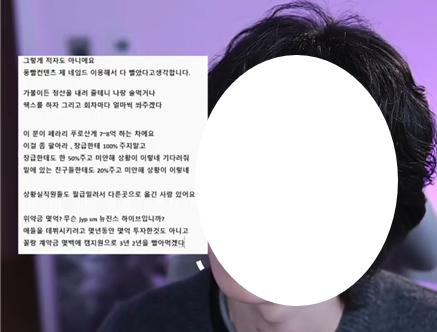 그렇게 적자도 아니에요
몽땅컨텐츠 제 네임드 이용해서 다 빨았다고생각합니다.
가불이든 정산을 내려 줄테니 나랑 술먹거나
섹스를 하자 그리고 회차마다 얼마씩 봐주겠다
이 분이 페라리 푸로산게 7~8억 하는 차에요
이걸 좀 팔아라 , 장급한테 100% 주지말고
장급한테도 한 50%주고 미안해 상황이 이렇네 기다려줘
밑에 있는 친구들한테도 20%주고 미안해 상황이 이렇네
상황실직원들도 월급밀려서 다른곳으로 옮긴 사람 있어요
위약금 몇억? 무슨 jyp sm 뉴진스 하이브입니까?
애들을 데뷔시키려고 몇년동안 몇억 투자한것도 아니고
꼴랑 계약금 몇백에 캠지원으로 3년 2년을 빨아먹겠다